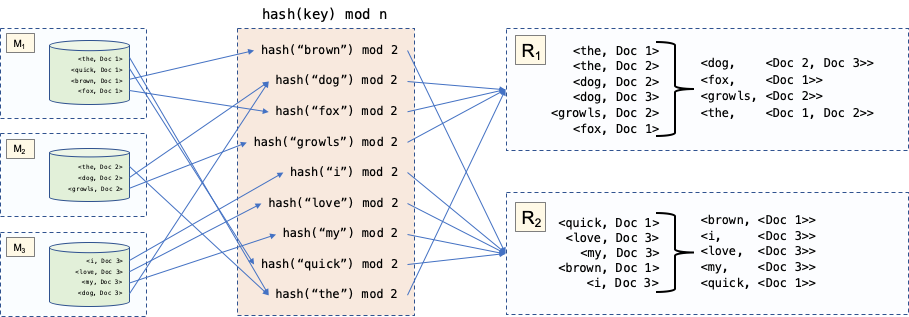 hash(key) mod n
M1
<the, Doc 1>
<quick, Doc 1>
<brown, Doc 1>
<fox, Doc 1>
M2
<the, Doc 2>
<dog, Doc 2>
<growls, Doc 2>
M3
<i, Doc 3>
<love, Doc 3>
<my, Doc 3>
<dog, Doc 3>
hash(“brown”) mod 2
hash(“dog”) mod 2
hash(“fox”) mod 2
hash(“growls”) mod 2
hash(“i”) mod 2
hash(“love”) mod 2
hash(“my”) mod 2
hash(“quick”) mod 2
hash(“the”) mod 2
R1
<the, Doc 1>
<the, Doc 2>
<dog, Doc 2>
<dog, Doc 3>
<growls, Doc 2>
<fox, Doc 1>
<dog, <Doc 2, Doc 3>>
<fox, <Doc 1>>
<growls, <Doc 2>>
<the, <Doc 1, Doc 2>>
R2
<quick, Doc 1>
<love, Doc 3>
<my, Doc 3>
<brown, Doc 1>
<i, Doc 3>
<brown, <Doc 1>>
<i, <Doc 3>>
<love, <Doc 3>>
<my, <Doc 3>>
<quick, <Doc 1>>